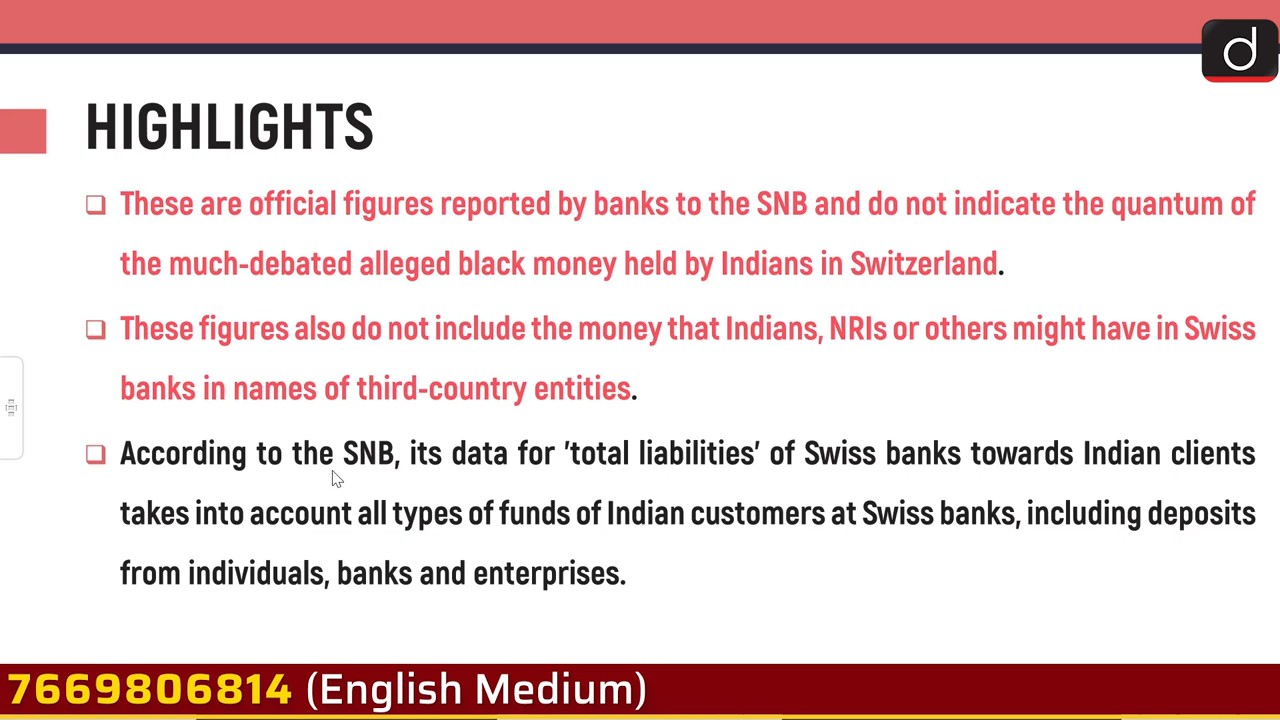 d
HIGHLIGHTS
These are official figures reported by banks to the SNB and do not indicate the quantum of
the much-debated alleged black money held by Indians in Switzerland.
These figures also do not include the money that Indians, NRIs or others might have in Swiss
banks in names of third-country entities.
According to the SNB, its data for 'total liabilities' of Swiss banks towards Indian clients
takes into account all types of funds of Indian customers at Swiss banks, including deposits
from individuals, banks and enterprises.
7669806814 (English Medium)